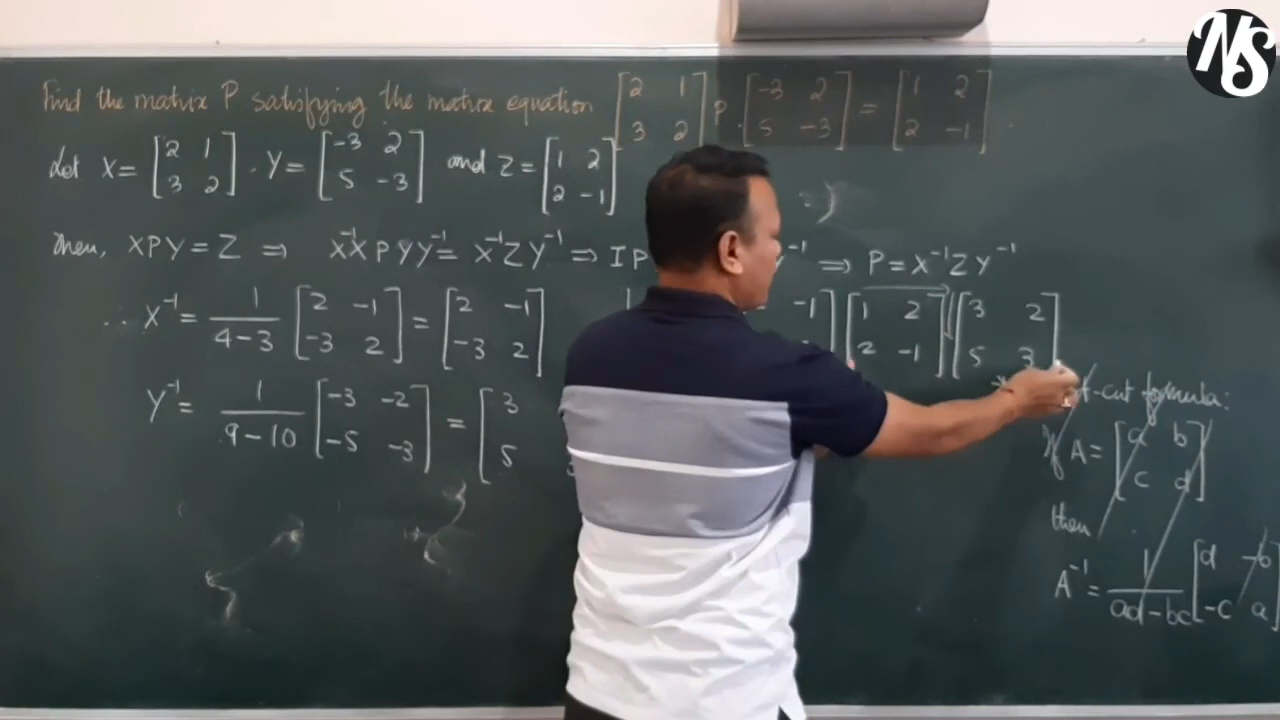 Find the matrix P satisfying the matrix equation [2 1; 3 2] P. [-3 2; 5 -3] = [1 2; 2 -1].
Let X = [2 1; 3 2] . Y = [-3 2; 5 -3] and Z = [1 2; 2 -1]
Then, XPY = Z ⇒ X⁻¹XPYY⁻¹ = X⁻¹ZY⁻¹ ⇒ IP ⁻¹ ⇒ P = X⁻¹ZY⁻¹
∴ X⁻¹ = 1/(4-3) [2 -1; -3 2] = [2 -1; -3 2] -1] [1 2; 2 -1] [3 2; 5 3]
Y⁻¹ = 1/(9-10) [-3 -2; -5 -3] = [3 5
t-cut formula:
If A = [a b; c d]
then
A⁻¹ = 1/(ad-bc) [d -b; -c a]
NS